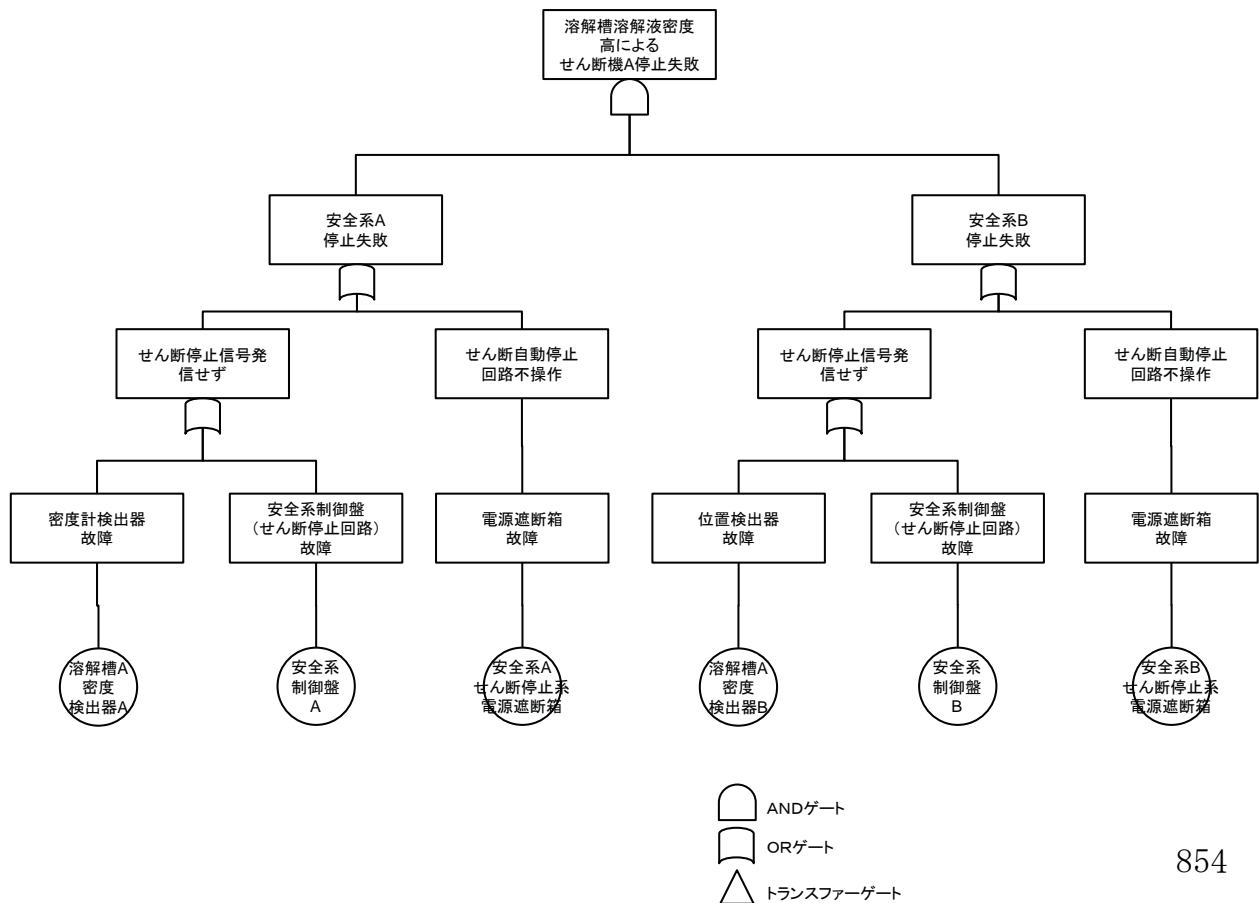 溶解槽溶解液密度
高による
せん断機A停止失敗
安全系A
停止失敗
安全系B
停止失敗
せん断停止信号発
信せず
せん断自動停止
回路不操作
せん断停止信号発
信せず
せん断自動停止
回路不操作
密度計検出器
故障
安全系制御盤
（せん断停止回路）
故障
電源遮断箱
故障
位置検出器
故障
安全系制御盤
（せん断停止回路）
故障
電源遮断箱
故障
溶解槽A
密度
検出器A
安全系
制御盤
A
安全系A
せん断停止系
電源遮断箱
溶解槽A
密度
検出器B
安全系
制御盤
B
安全系B
せん断停止系
電源遮断箱
ANDゲート
ORゲート
トランスファーゲート
854